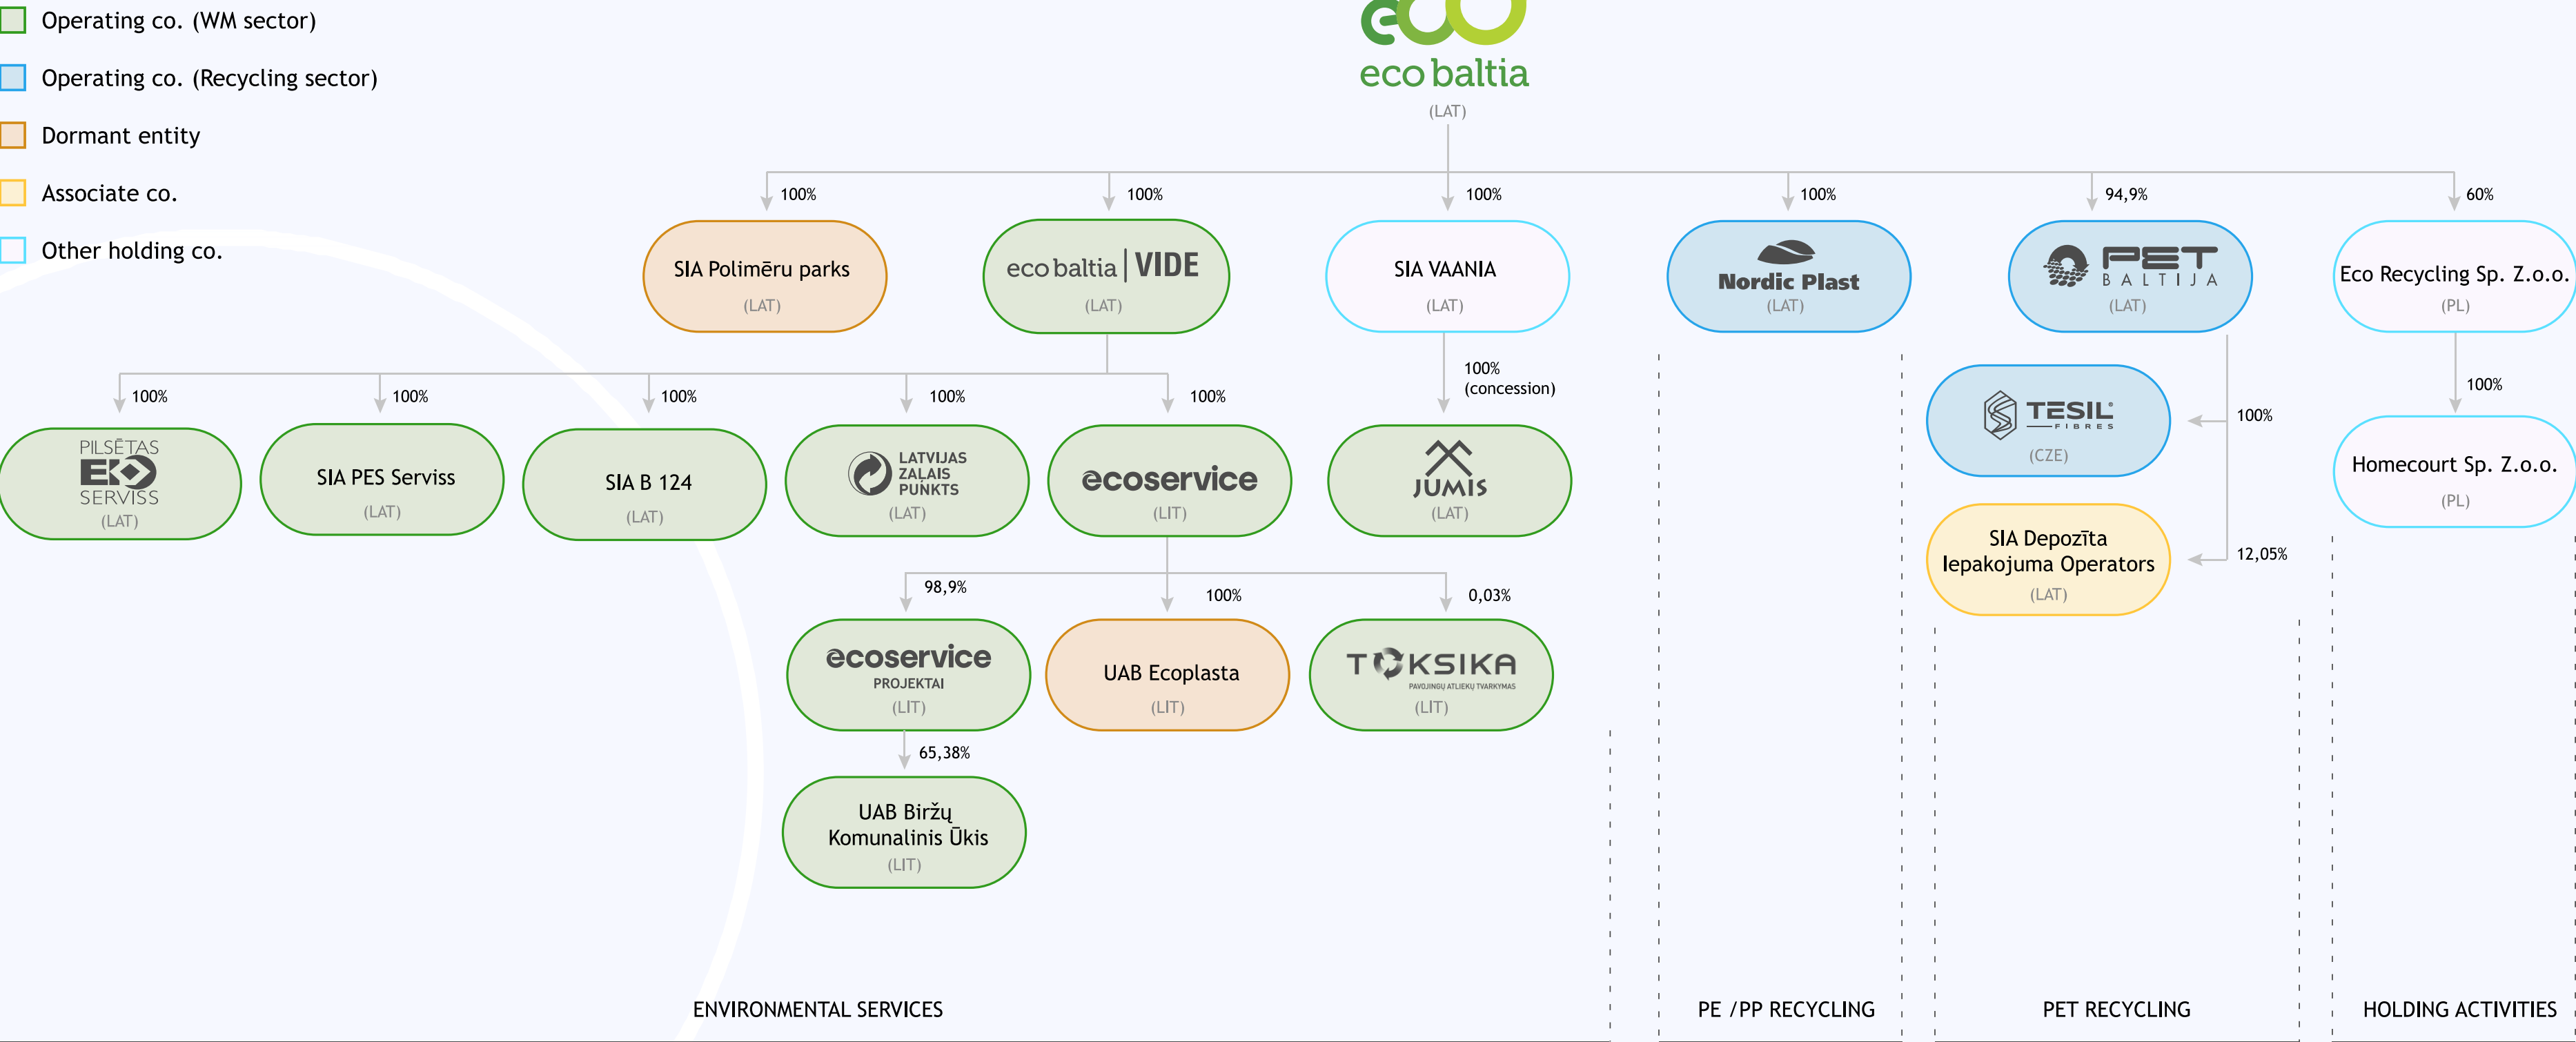 Operating co. (WM sector)
Operating co. (Recycling sector)
Dormant entity
Associate co.
Other holding co.
eco
eco baltia
(LAT)
100%
100%
100%
100%
94,9%
60%
SIA Polimēru parks
(LAT)
eco baltia | VIDE
(LAT)
SIA VAANIA
(LAT)
Nordic Plast
(LAT)
PET
BALTIJA
(LAT)
Eco Recycling Sp. Z.o.o.
(PL)
100%
100%
100%
100%
100%
100%
(concession)
100%
PILSĒTAS
EKO
SERVISS
(LAT)
SIA PES Serviss
(LAT)
SIA B 124
(LAT)
LATVIJAS
ZAĻAIS
PUNKTS
(LAT)
ecoservice
(LIT)
JUMIS
(LAT)
TESIL
FIBRES
(CZE)
100%
Homecourt Sp. Z.o.o.
(PL)
SIA Depozīta
Iepakojuma Operators
(LAT)
12,05%
98,9%
100%
0,03%
ecoservice
PROJEKTAI
(LIT)
UAB Ecoplasta
(LIT)
TOKSIKA
PAVOJINGŲ ATLIEKŲ TVARKYMAS
(LIT)
65,38%
UAB Biržų
Komunalinis Ūkis
(LIT)
ENVIRONMENTAL SERVICES
PE /PP RECYCLING
PET RECYCLING
HOLDING ACTIVITIES